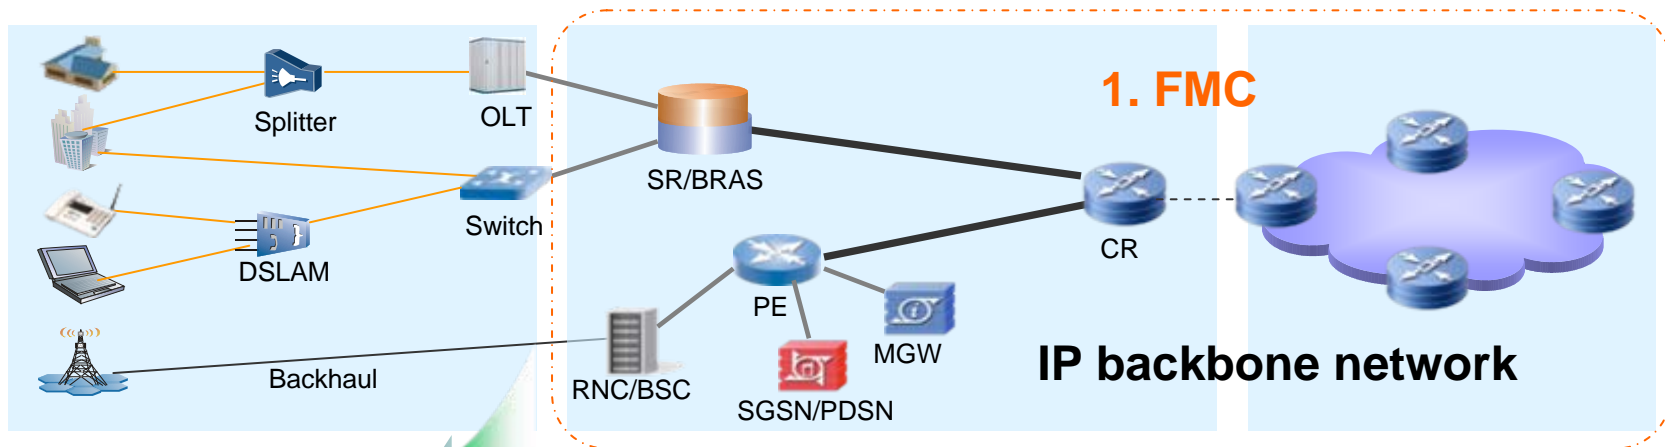 1. FMC
Splitter
OLT
SR/BRAS
Switch
DSLAM
CR
PE
MGW
RNC/BSC
SGSN/PDSN
Backhaul
IP backbone network